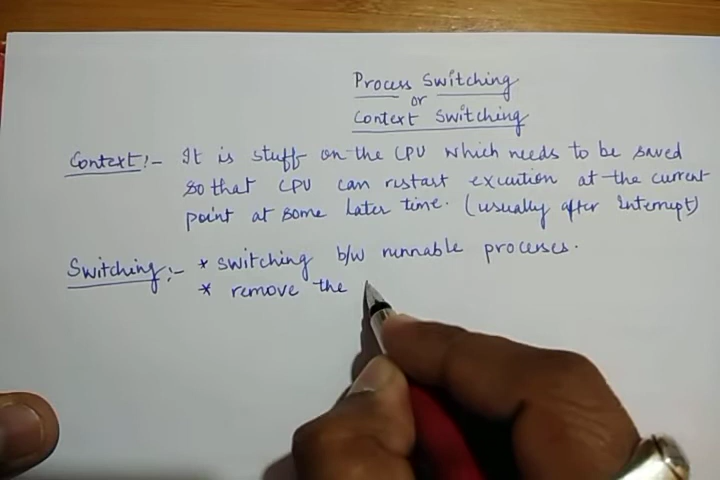 Process Switching
or
Context Switching
Context:- It is stuff on the CPU which needs to be saved
so that CPU can restart execution at the current
point at some later time. (usually after Interrupt)
Switching:- * switching b/w runnable processes.
* remove the